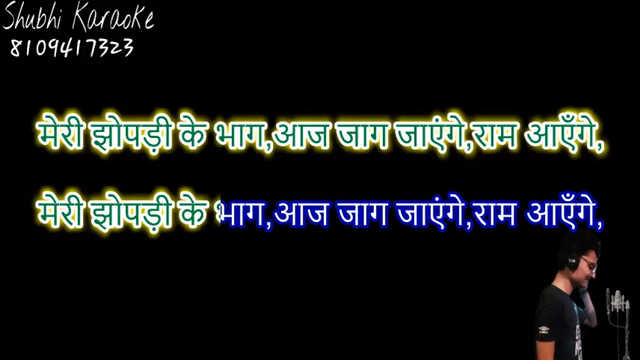 Shubhi Karaoke
8109417323
मेरी झोपड़ी के भाग,आज जाग जाएंगे,राम आएँगे,
मेरी झोपड़ी के भाग,आज जाग जाएंगे,राम आएँगे,